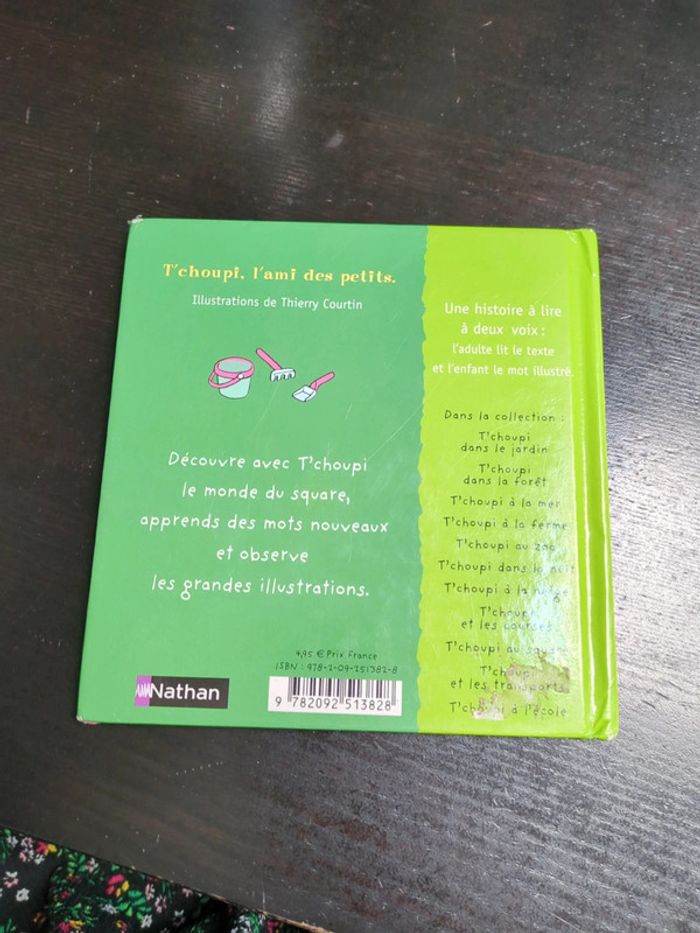 T'choupi, l'ami des petits.
Illustrations de Thierry Courtin
Découvre avec T'choupi
le monde du square,
apprends des mots nouveaux
et observe
les grandes illustrations.
4,95 € Prix France
ISBN : 978-2-09-251382-8
9 782092 513828
Nathan
Une histoire à lire
à deux voix :
l'adulte lit le texte
et l'enfant le mot illustré.
Dans la collection :
T'choupi
dans le jardin
T'choupi
dans la forêt
T'choupi à la mer
T'choupi à la ferme
T'choupi au zoo
T'choupi dans la nuit
T'choupi à la neige
T'choupi
et les courses
T'choupi au square
T'choupi
et les transports
T'choupi à l'école